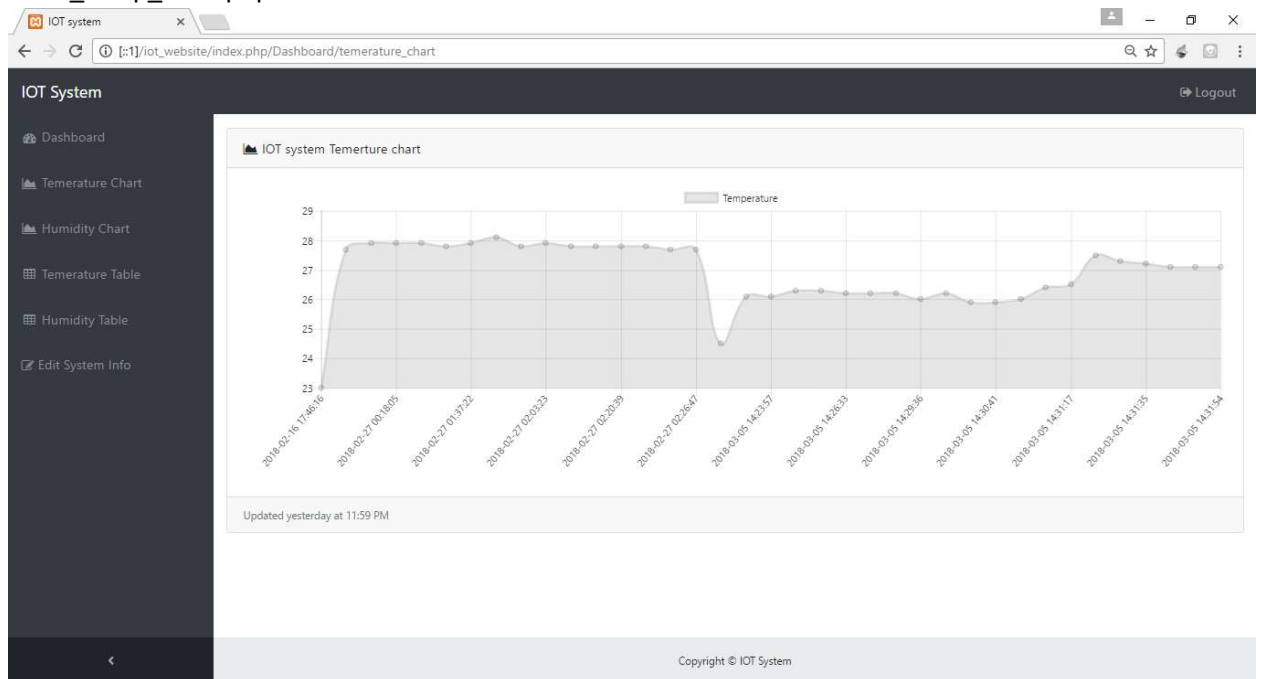 IOT system
[::1]/iot_website/index.php/Dashboard/temerature_chart
IOT System
Logout
Dashboard
Temerature Chart
Humidity Chart
Temerature Table
Humidity Table
Edit System Info
IOT system Temerture chart
Temperature
29
28
27
26
25
24
23
2018-02-16 17:46:16
2018-02-27 00:18:05
2018-02-27 01:37:22
2018-02-27 02:03:23
2018-02-27 02:20:39
2018-02-27 02:26:47
2018-03-05 14:23:57
2018-03-05 14:26:33
2018-03-05 14:29:36
2018-03-05 14:30:41
2018-03-05 14:31:17
2018-03-05 14:31:35
2018-03-05 14:31:54
Updated yesterday at 11:59 PM
Copyright © IOT System